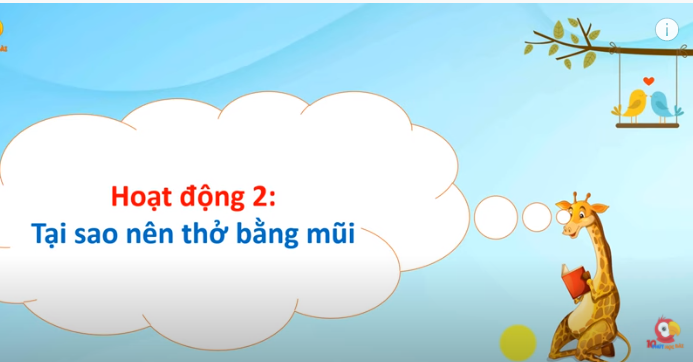 Hoạt động 2:
Tại sao nên thở bằng mũi